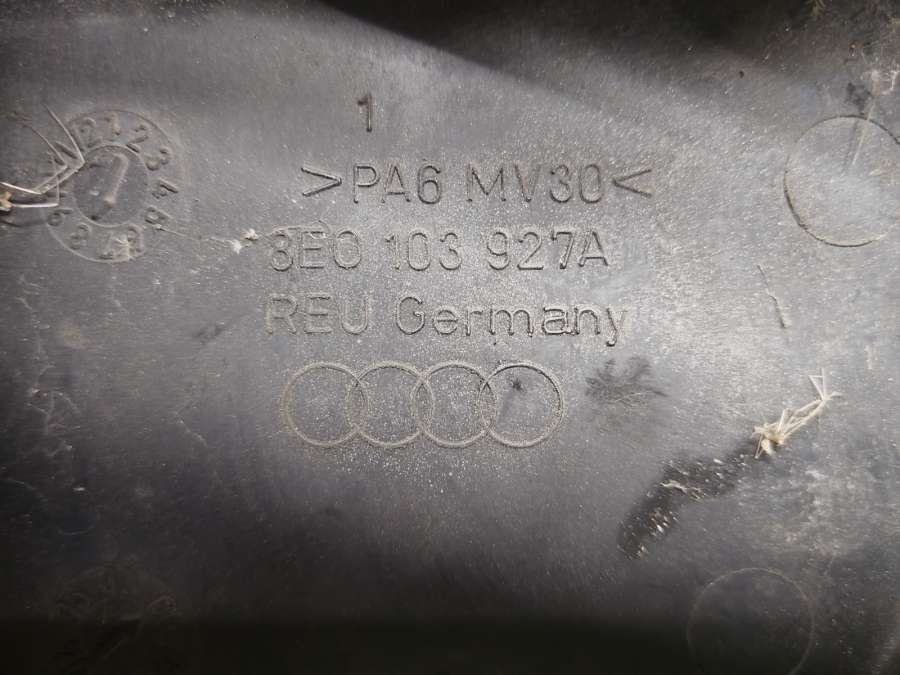 1
>PA6 MV30<
8E0 103 927A
REU Germany